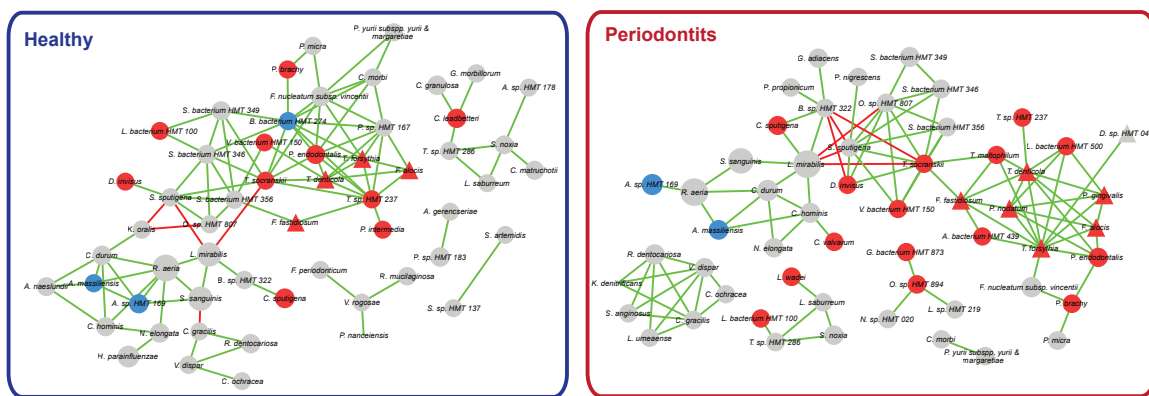 Healthy
P. yurii subspp. yurii &
margaretiae
P. micra
P. brachy
C. morbi
G. morbillorum
C. granulosa
A. sp. HMT 178
F. nucleatum subsp. vincentii
S. bacterium HMT 349
B. bacterium HMT 274
C. leadbetteri
L. bacterium HMT 100
P. sp. HMT 167
V. bacterium HMT 150
S. bacterium HMT 346
P. endodontalis
T. forsythia
T. sp. HMT 286
S. noxia
F. alocis
C. matruchotii
D. invisus
T. socranskii
T. denticola
L. saburreum
S. sputigena
S. bacterium HMT 356
T. sp. HMT 237
A. gerencseriae
O. sp. HMT 807
F. fastidiosum
P. intermedia
K. oralis
S. artemidis
C. durum
L. mirabilis
P. sp. HMT 183
R. aeria
F. periodonticum
R. mucilaginosa
A. massiliensis
B. sp. HMT 322
A. naeslundii
A. sp. HMT 169
S. sanguinis
C. sputigena
V. rogosae
S. sp. HMT 137
C. hominis
N. elongata
C. gracilis
P. nanceiensis
R. dentocariosa
H. parainfluenzae
V. dispar
C. ochracea
Periodontits
G. adiacens
S. bacterium HMT 349
P. nigrescens
P. propionicum
S. bacterium HMT 346
B. sp. HMT 322
O. sp. HMT 807
C. sputigena
S. bacterium HMT 356
T. sp. HMT 237
D. sp. HMT 04
S. sputigena
L. bacterium HMT 500
S. sanguinis
L. mirabilis
T. socranskii
T. maltophilum
T. denticola
A. sp. HMT 169
R. aeria
C. durum
D. invisus
P. gingivalis
F. fastidiosum
P. nodatum
V. bacterium HMT 150
C. hominis
F. alocis
A. massiliensis
A. bacterium HMT 439
N. elongata
C. valvarum
T. forsythia
P. endodontalis
R. dentocariosa
G. bacterium HMT 873
V. dispar
L. wadei
K. denitrificans
O. sp. HMT 894
F. nucleatum subsp. vincentii
C. ochracea
L. saburreum
P. brachy
S. anginosus
C. gracilis
L. bacterium HMT 100
N. sp. HMT 020
L. sp. HMT 219
L. umeaense
T. sp. HMT 286
S. noxia
C. morbi
P. micra
P. yurii subspp. yurii &
margaretiae